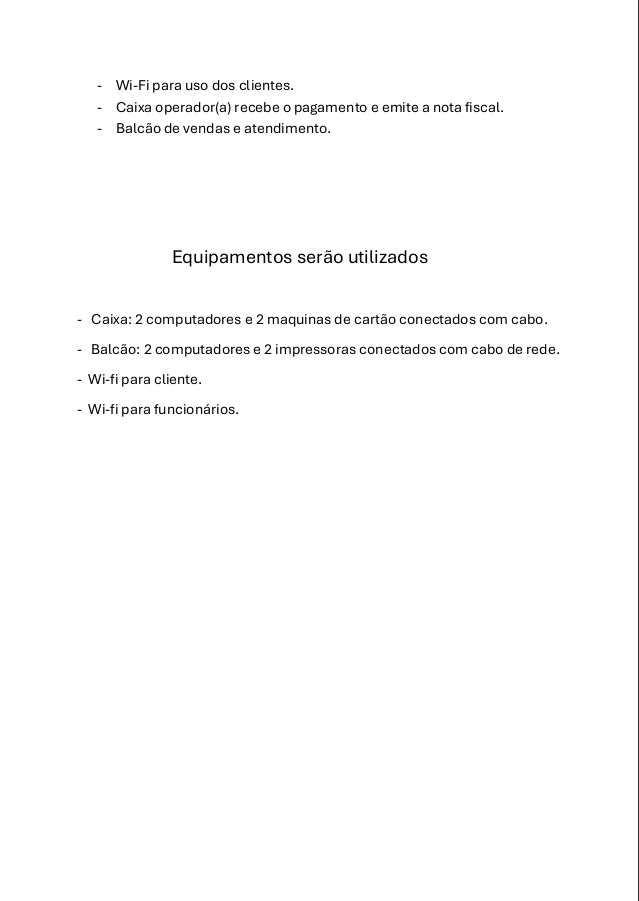 - Wi-Fi para uso dos clientes.
- Caixa operador(a) recebe o pagamento e emite a nota fiscal.
- Balcão de vendas e atendimento.
Equipamentos serão utilizados
- Caixa: 2 computadores e 2 maquinas de cartão conectados com cabo.
- Balcão: 2 computadores e 2 impressoras conectados com cabo de rede.
- Wi-fi para cliente.
- Wi-fi para funcionários.